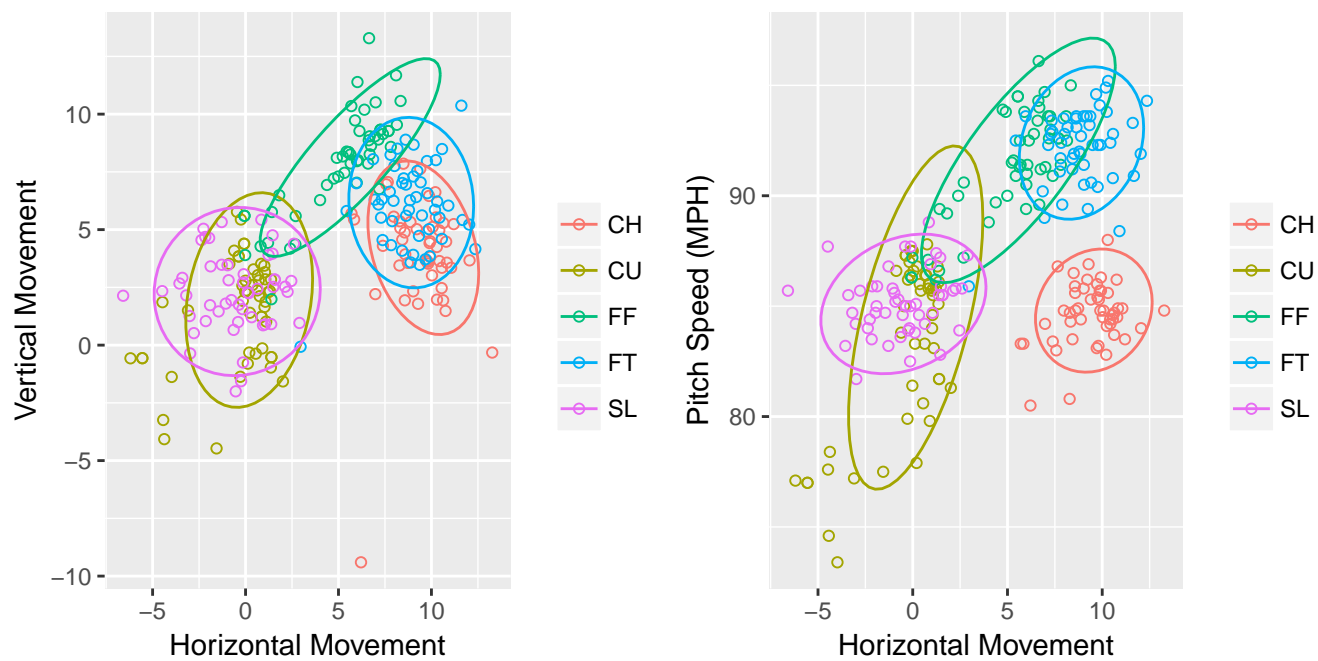 Vertical Movement
10
5
0
−5
−10
−5
0
5
10
Horizontal Movement
CH
CU
FF
FT
SL
Pitch Speed (MPH)
90
80
−5
0
5
10
Horizontal Movement
CH
CU
FF
FT
SL